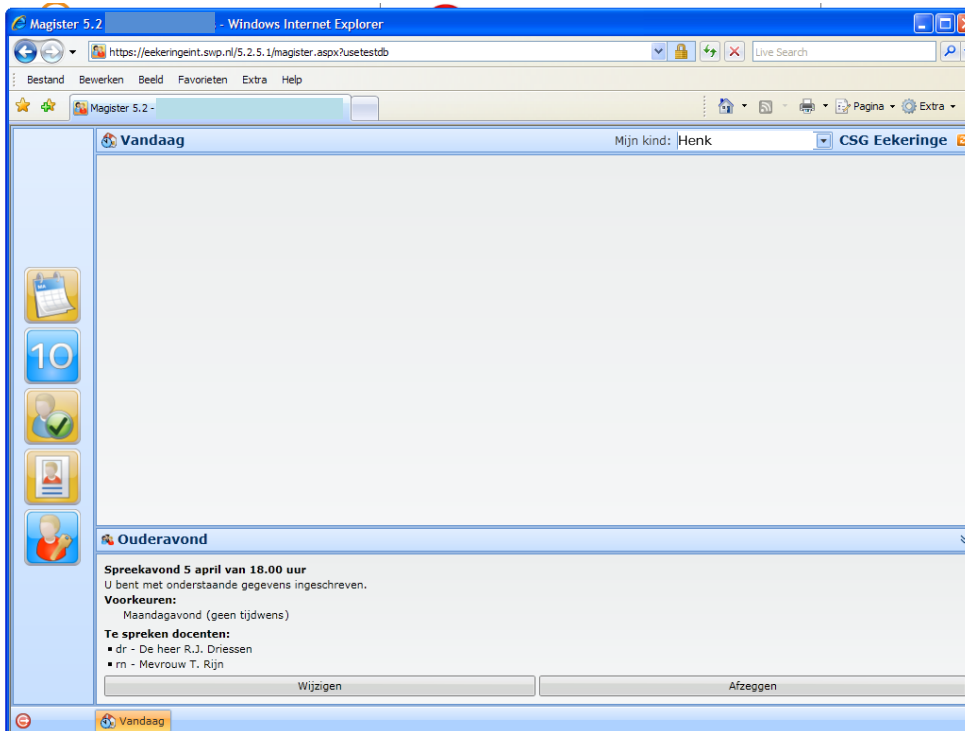 Magister 5.2 - Windows Internet Explorer
https://eekeringeint.swp.nl/5.2.5.1/magister.aspx?usetestdb
Live Search
Bestand Bewerken Beeld Favorieten Extra Help
Magister 5.2 -
Pagina Extra
Vandaag
Mijn kind: Henk
CSG Eekeringe
10
Ouderavond
Spreekavond 5 april van 18.00 uur
U bent met onderstaande gegevens ingeschreven.
Voorkeuren:
Maandagavond (geen tijdwens)
Te spreken docenten:
▪ dr - De heer R.J. Driessen
▪ rn - Mevrouw T. Rijn
Wijzigen
Afzeggen
Vandaag